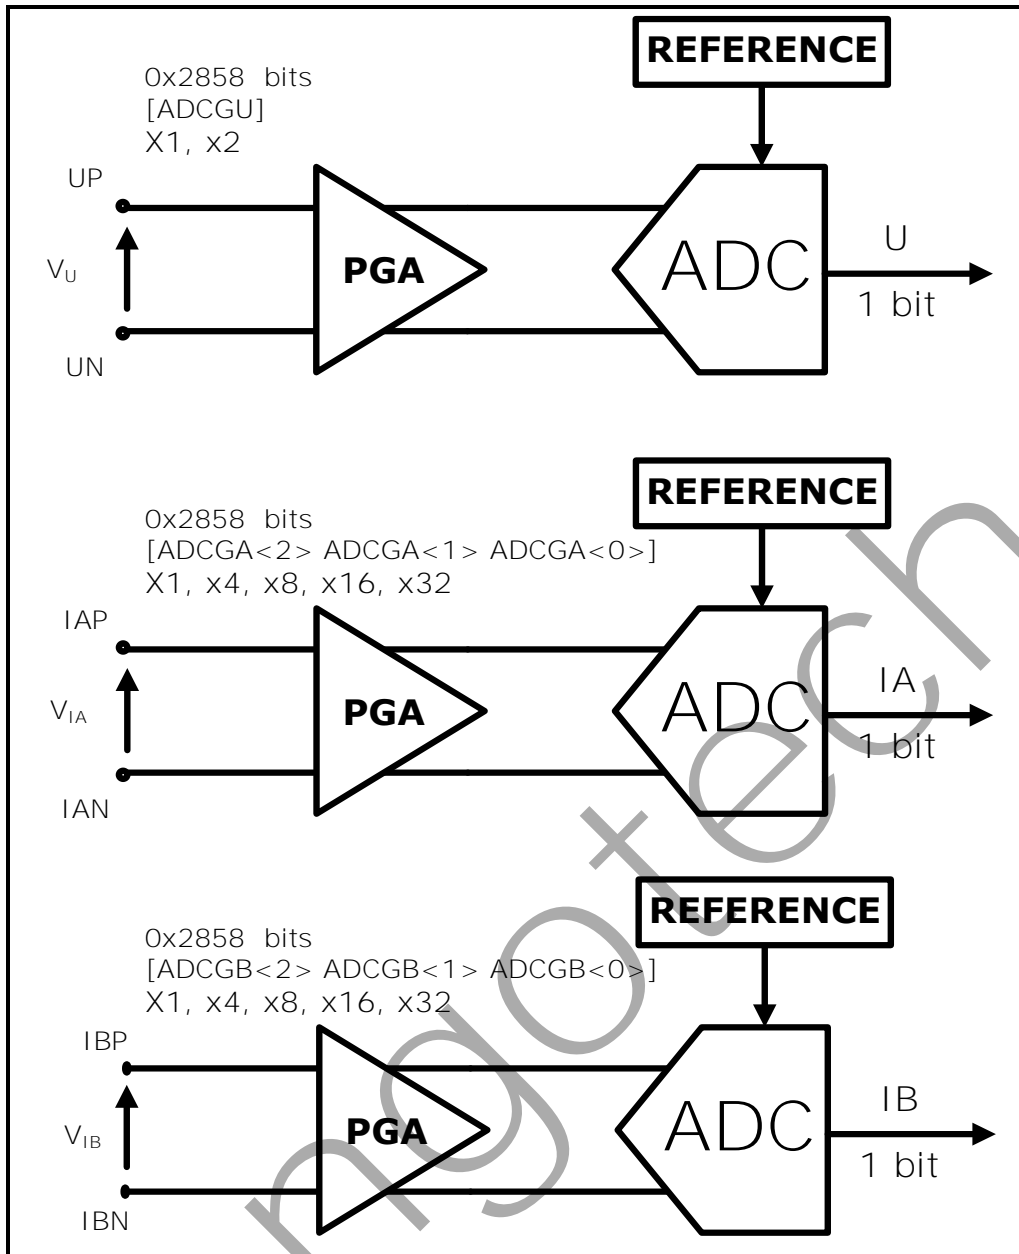 REFERENCE
0x2858 bits
[ADCGU]
X1, x2
UP
VU
UN
PGA
ADC
U
1 bit
REFERENCE
0x2858 bits
[ADCGA<2> ADCGA<1> ADCGA<0>]
X1, x4, x8, x16, x32
IAP
VIA
IAN
PGA
ADC
IA
1 bit
REFERENCE
0x2858 bits
[ADCGB<2> ADCGB<1> ADCGB<0>]
X1, x4, x8, x16, x32
IBP
VIB
IBN
PGA
ADC
IB
1 bit
ngotech